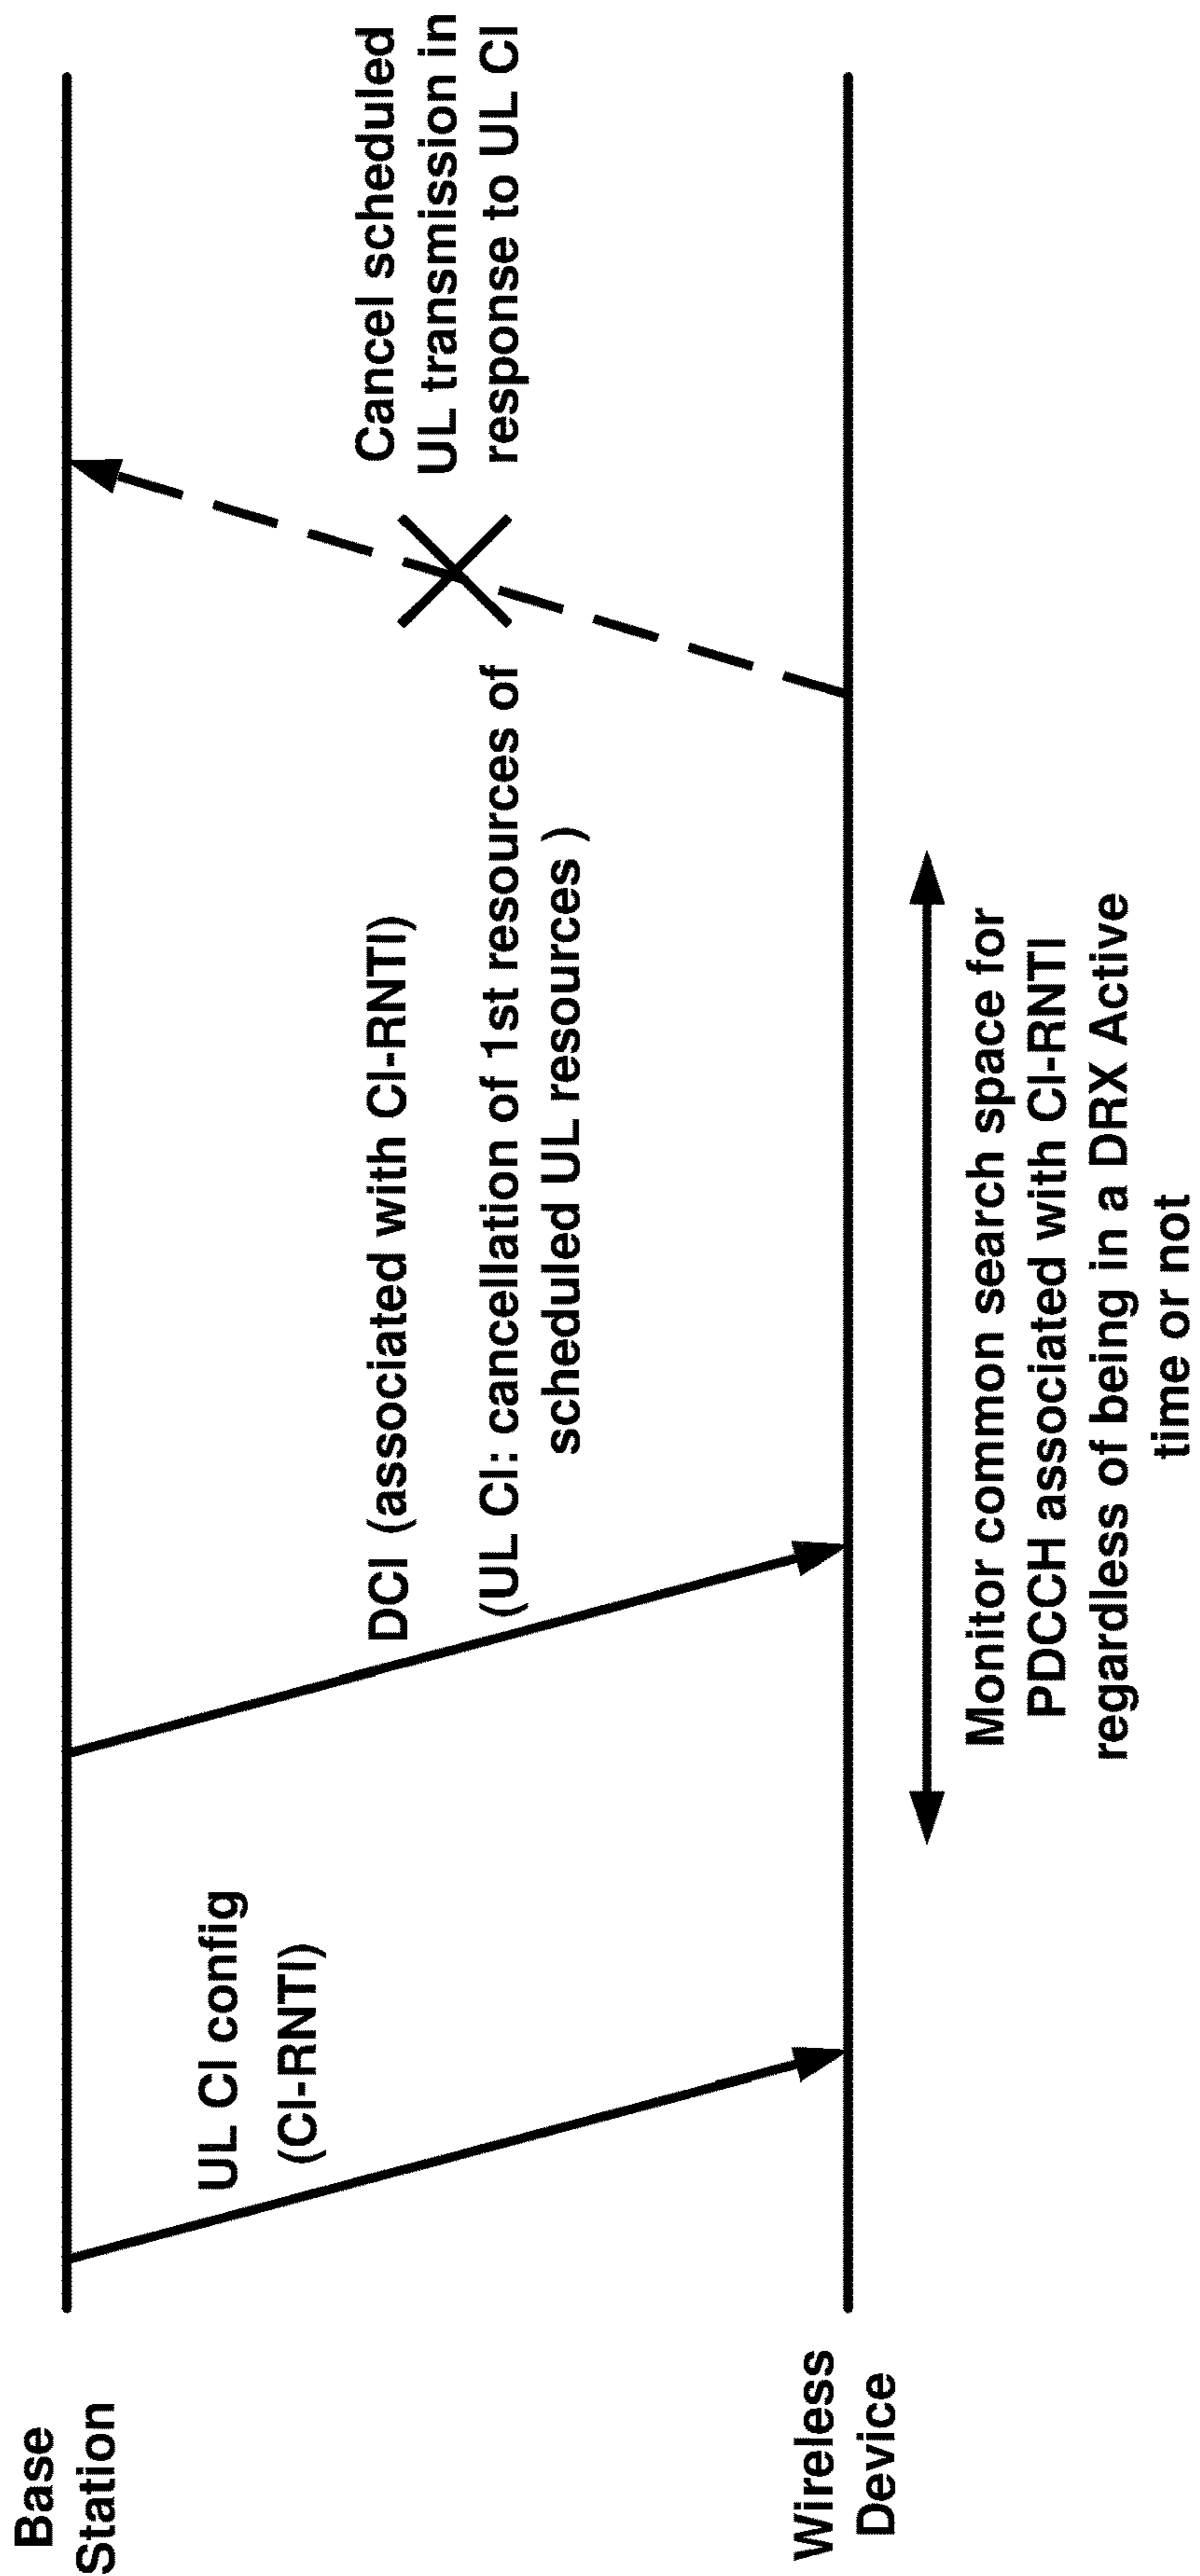 Base
Station
UL CI config
(CI-RNTI)
DCI (associated with CI-RNTI)
(UL CI: cancellation of 1st resources of
scheduled UL resources )
Cancel scheduled
UL transmission in
response to UL CI
Wireless
Device
Monitor common search space for
PDCCH associated with CI-RNTI
regardless of being in a DRX Active
time or not